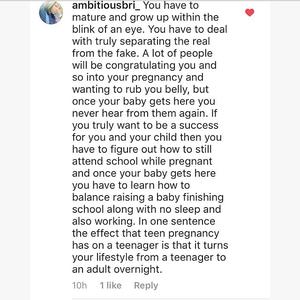 ambitiousbri_ You have to
mature and grow up within the
blink of an eye. You have to deal
with truly separating the real
from the fake. A lot of people
will be congratulating you and
so into your pregnancy and
wanting to rub you belly, but
once your baby gets here you
never hear from them again. If
you truly want to be a success
for you and your child then you
have to figure out how to still
attend school while pregnant
and once your baby gets here
you have to learn how to
balance raising a baby finishing
school along with no sleep and
also working. In one sentence
the effect that teen pregnancy
has on a teenager is that it turns
your lifestyle from a teenager to
an adult overnight.
10h 1 like Reply